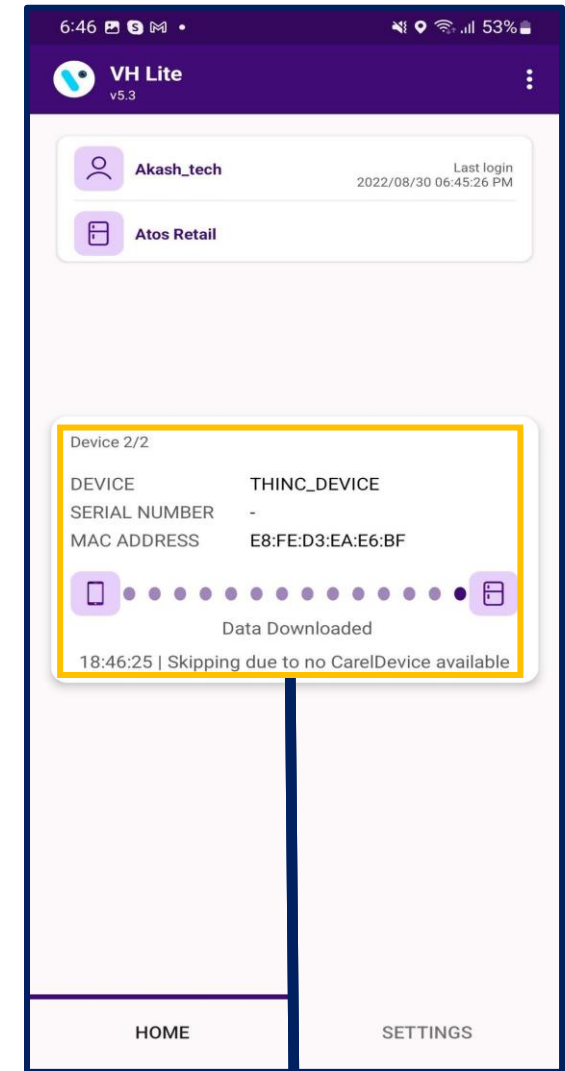 6:46 53%
VH Lite
v5.3
Akash_tech
Last login
2022/08/30 06:45:26 PM
Atos Retail
Device 2/2
DEVICE THINC_DEVICE
SERIAL NUMBER -
MAC ADDRESS E8:FE:D3:EA:E6:BF
Data Downloaded
18:46:25 | Skipping due to no CarelDevice available
HOME SETTINGS